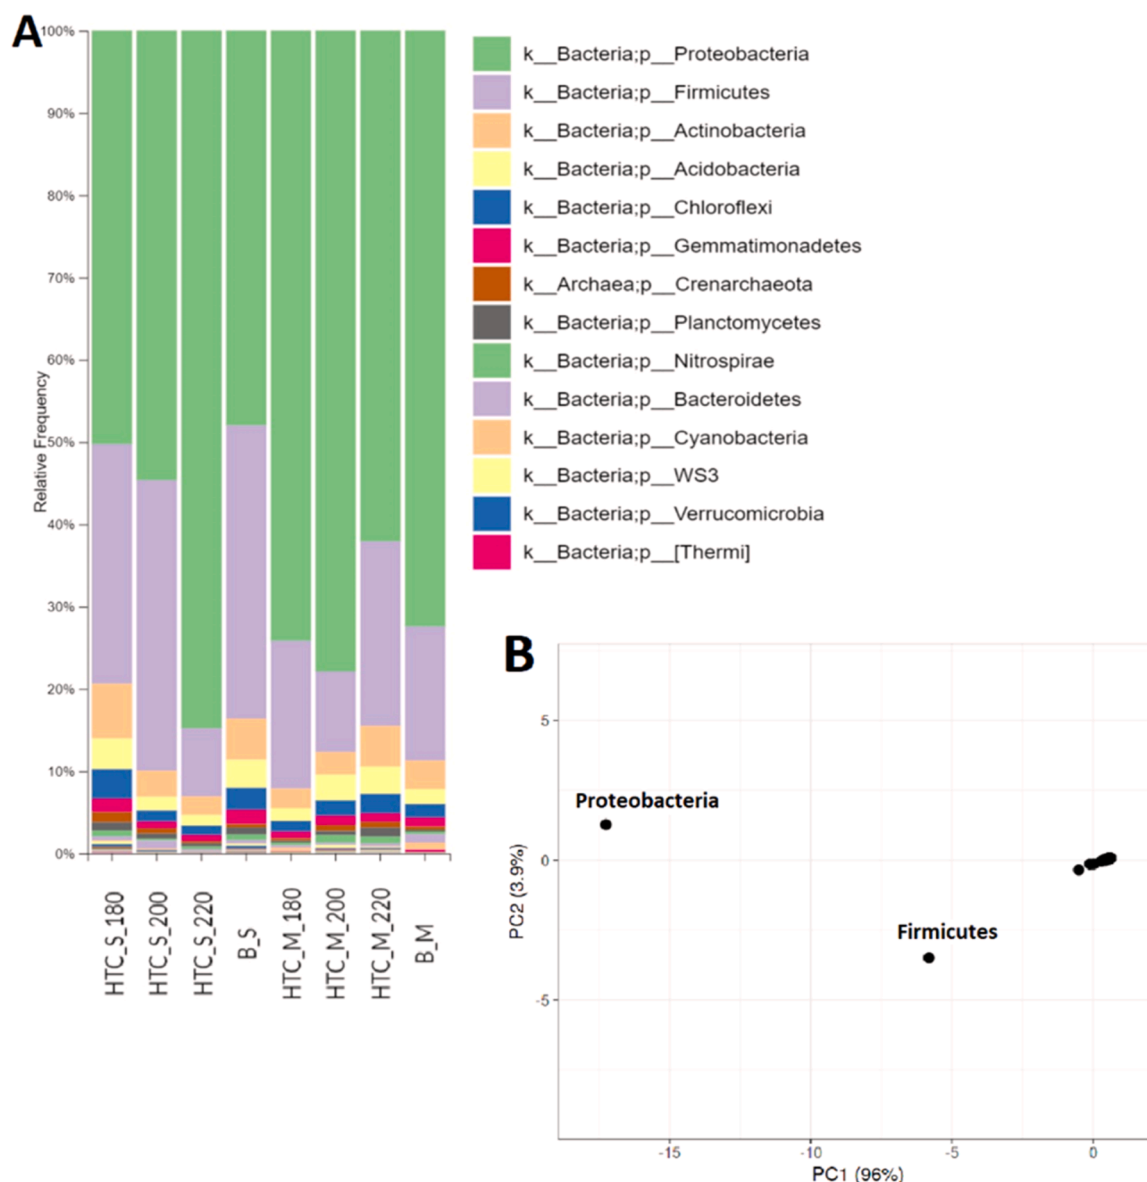 A
100%
90%
80%
70%
60%
50%
40%
30%
20%
10%
0%
Relative Frequency
HTC_S_180
HTC_S_200
HTC_S_220
B_S
HTC_M_180
HTC_M_200
HTC_M_220
B_M
k__Bacteria;p__Proteobacteria
k__Bacteria;p__Firmicutes
k__Bacteria;p__Actinobacteria
k__Bacteria;p__Acidobacteria
k__Bacteria;p__Chloroflexi
k__Bacteria;p__Gemmatimonadetes
k__Archaea;p__Crenarchaeota
k__Bacteria;p__Planctomycetes
k__Bacteria;p__Nitrospirae
k__Bacteria;p__Bacteroidetes
k__Bacteria;p__Cyanobacteria
k__Bacteria;p__WS3
k__Bacteria;p__Verrucomicrobia
k__Bacteria;p__[Thermi]
B
5
0
-5
PC2 (3.9%)
Proteobacteria
Firmicutes
-15
-10
-5
0
PC1 (96%)